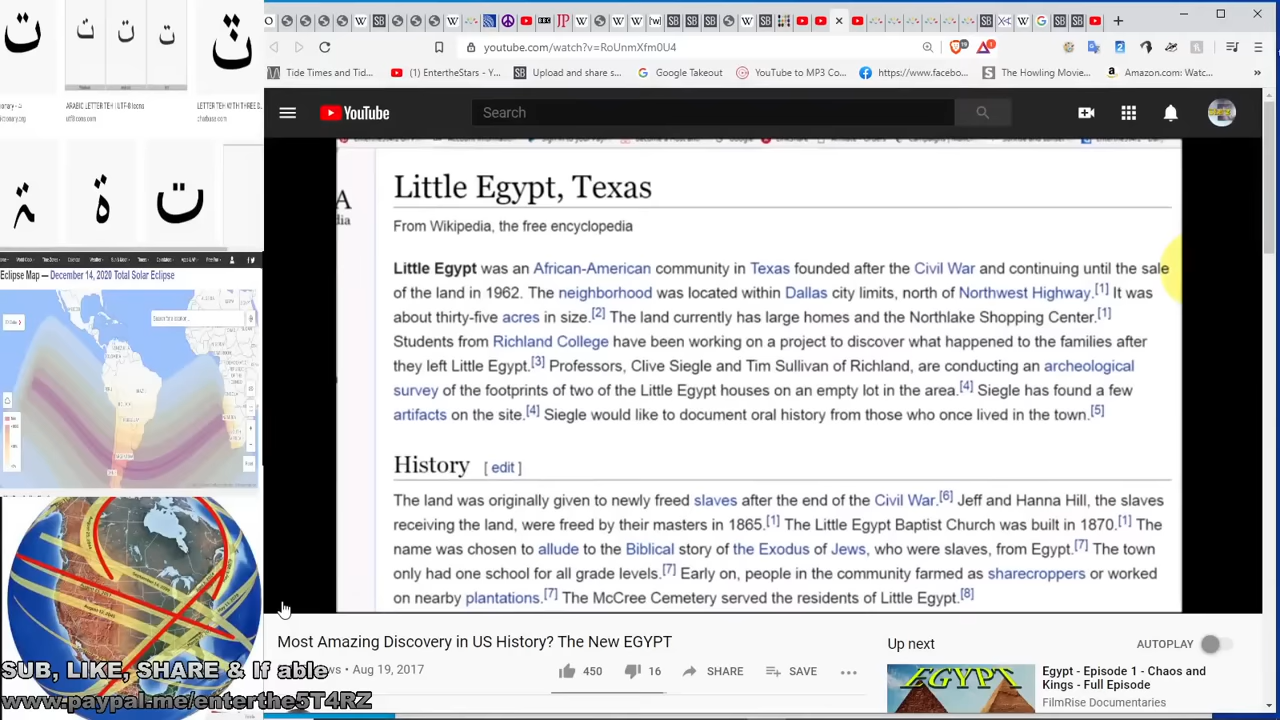 ت
ت ت ت
ٿ
ARABIC LETTER TEH | UTF-8 Icons
utf8icons.com
ة ة ت
Eclipse Map — December 14, 2020 Total Solar Eclipse
youtube.com/watch?v=RoUnmXfm0U4
Tide Times and Tid...
(1) EntertheStars - Y...
Upload and share s...
Google Takeout
YouTube to MP3 Co...
https://www.facebo...
The Howling Movie...
Amazon.com: Watc...
YouTube
Search
Little Egypt, Texas
From Wikipedia, the free encyclopedia
Little Egypt was an African-American community in Texas founded after the Civil War and continuing until the sale
of the land in 1962. The neighborhood was located within Dallas city limits, north of Northwest Highway.[1] It was
about thirty-five acres in size.[2] The land currently has large homes and the Northlake Shopping Center.[1]
Students from Richland College have been working on a project to discover what happened to the families after
they left Little Egypt.[3] Professors, Clive Siegle and Tim Sullivan of Richland, are conducting an archeological
survey of the footprints of two of the Little Egypt houses on an empty lot in the area.[4] Siegle has found a few
artifacts on the site.[4] Siegle would like to document oral history from those who once lived in the town.[5]
History [ edit ]
The land was originally given to newly freed slaves after the end of the Civil War.[6] Jeff and Hanna Hill, the slaves
receiving the land, were freed by their masters in 1865.[1] The Little Egypt Baptist Church was built in 1870.[1] The
name was chosen to allude to the Biblical story of the Exodus of Jews, who were slaves, from Egypt.[7] The town
only had one school for all grade levels.[7] Early on, people in the community farmed as sharecroppers or worked
on nearby plantations.[7] The McCree Cemetery served the residents of Little Egypt.[8]
Most Amazing Discovery in US History? The New EGYPT
Aug 19, 2017
450
16
SHARE
SAVE
Up next
AUTOPLAY
EGYPT
Egypt - Episode 1 - Chaos and
Kings - Full Episode
FilmRise Documentaries
SUB, LIKE, SHARE & If able
www.paypal.me/enterthe5T4RZ